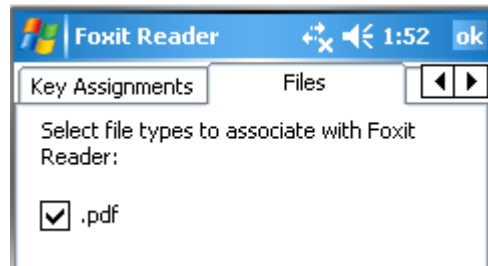 Foxit Reader 1:52 ok
Key Assignments Files
Select file types to associate with Foxit
Reader:
.pdf